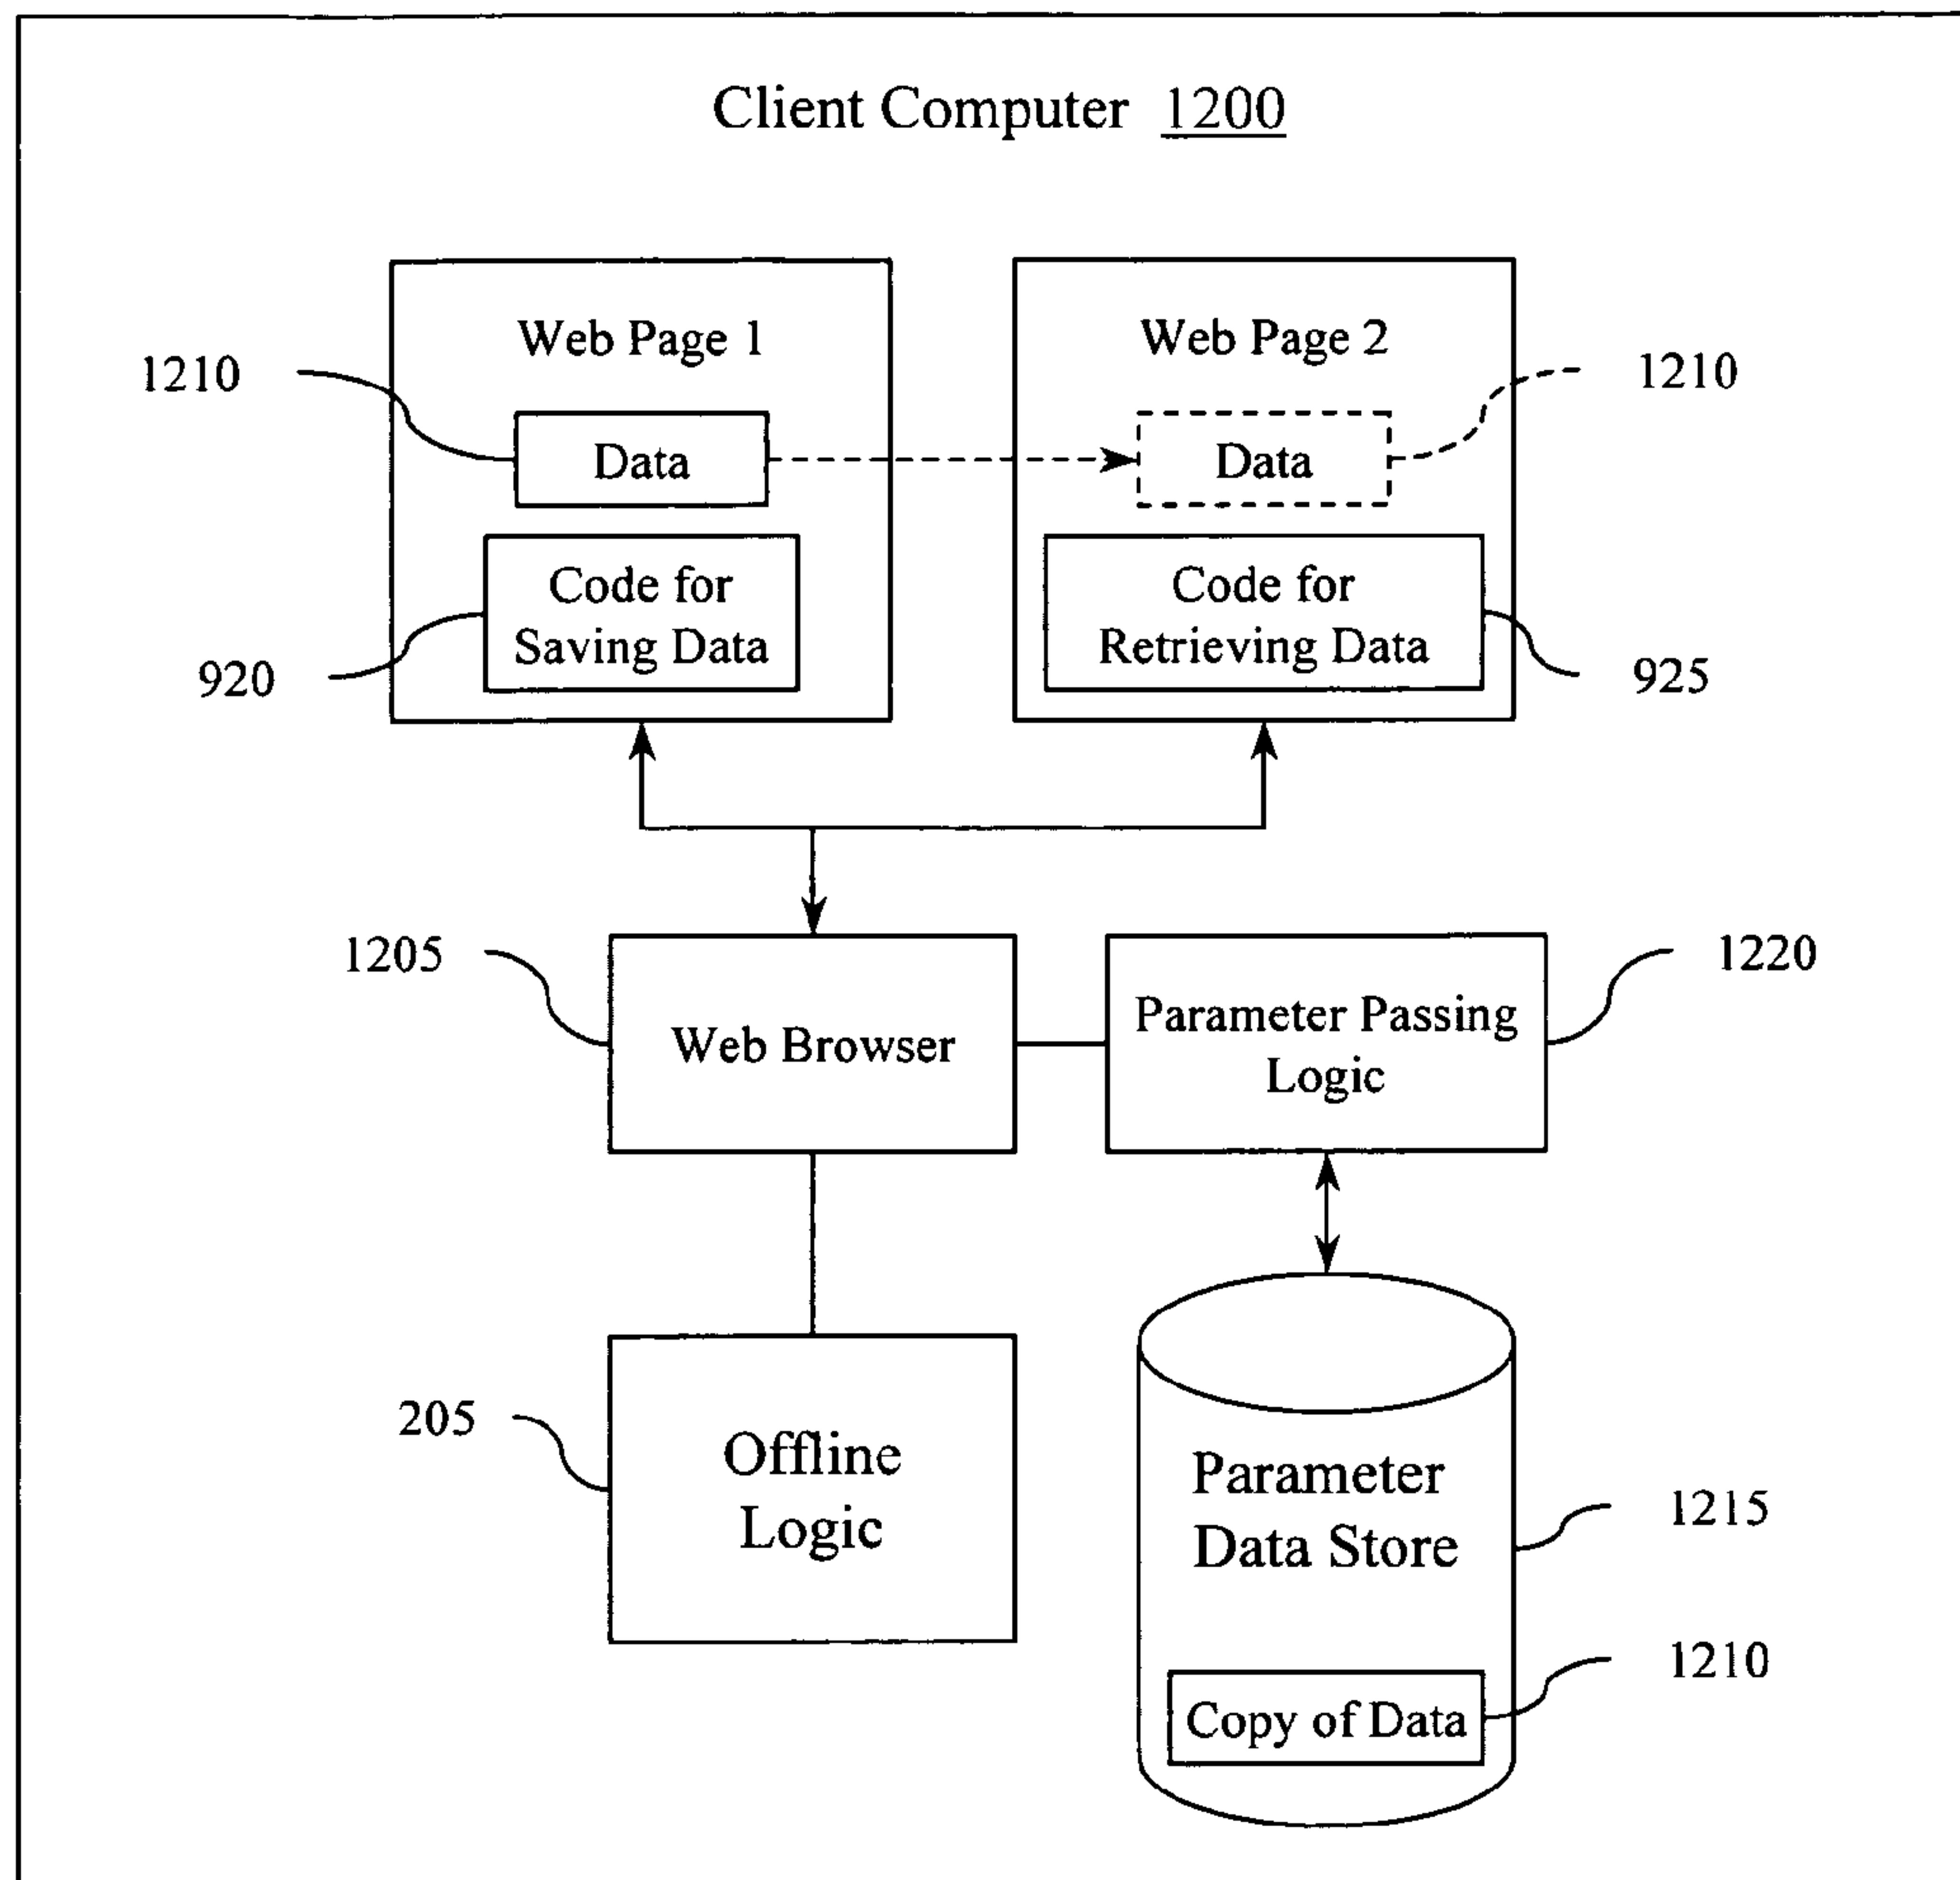 Client Computer 1200
Web Page 1
Web Page 2
1210
1210
Data
Data
Code for
Saving Data
Code for
Retrieving Data
920
925
1205
1220
Web Browser
Parameter Passing
Logic
205
Offline
Logic
Parameter
Data Store
1215
1210
Copy of Data